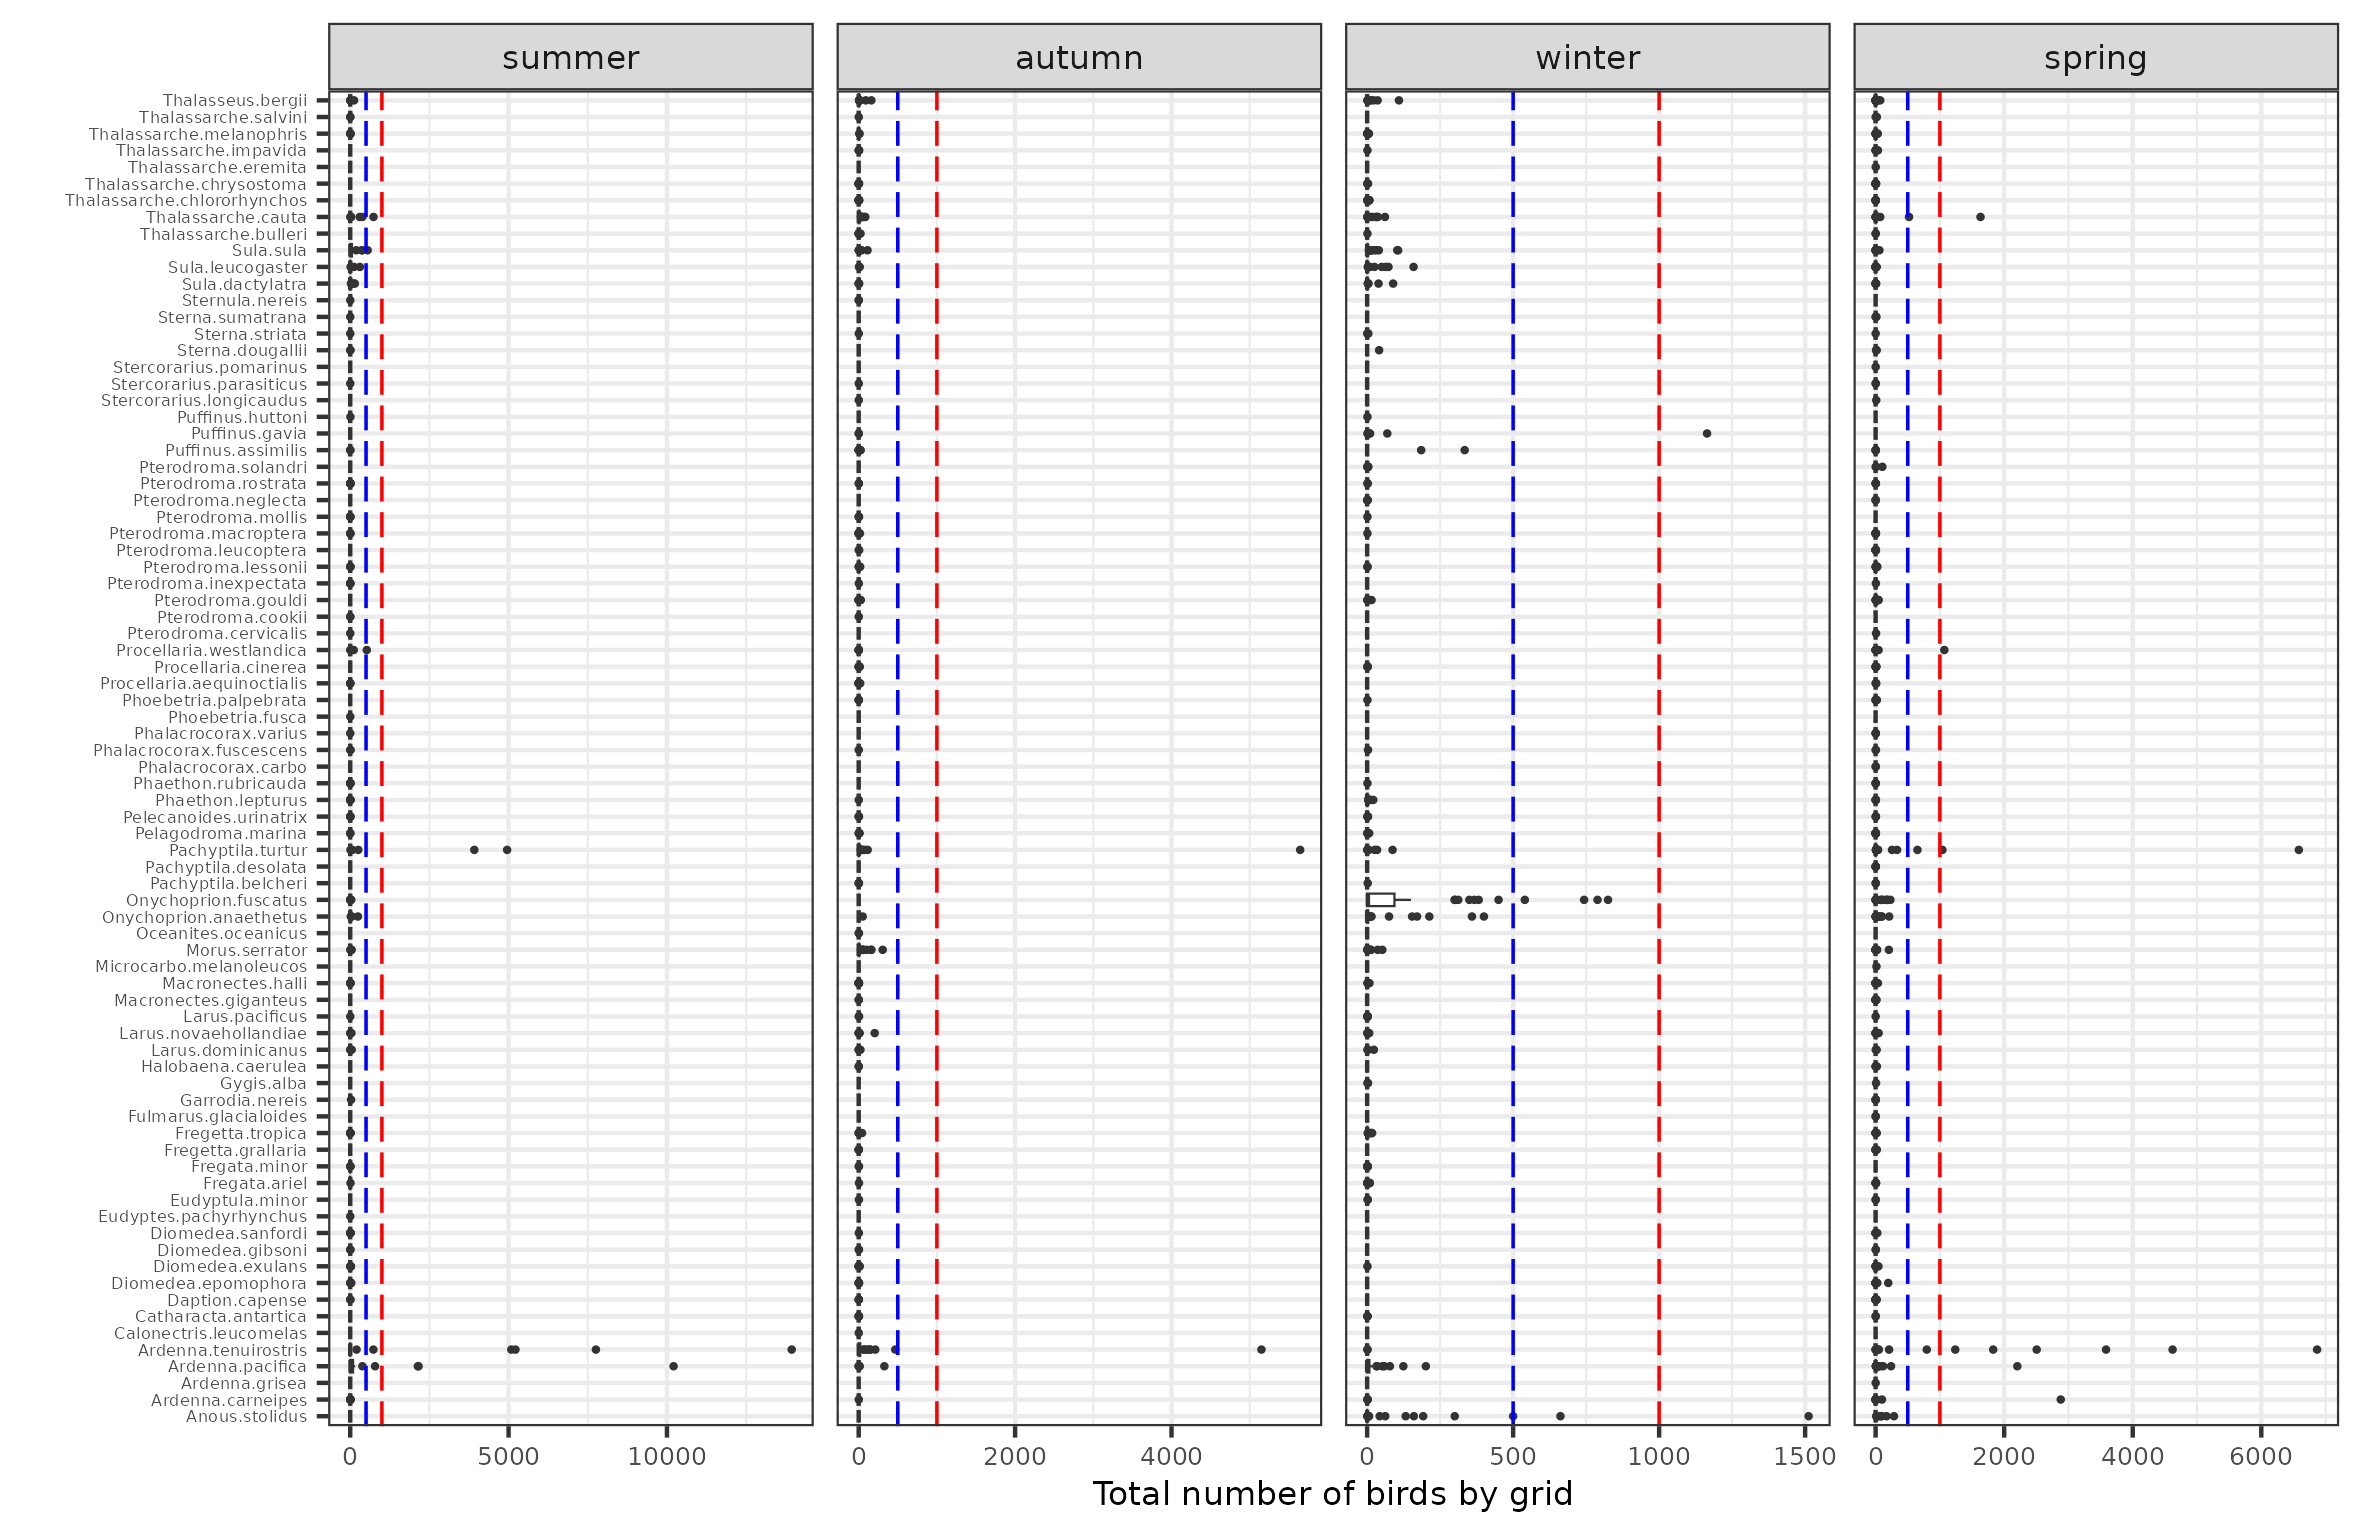 summer autumn winter spring
Thalasseus.bergii
Thalassarche.salvini
Thalassarche.melanophris
Thalassarche.impavida
Thalassarche.eremita
Thalassarche.chrysostoma
Thalassarche.chlororhynchos
Thalassarche.cauta
Thalassarche.bulleri
Sula.sula
Sula.leucogaster
Sula.dactylatra
Sternula.nereis
Sterna.sumatrana
Sterna.striata
Sterna.dougallii
Stercorarius.pomarinus
Stercorarius.parasiticus
Stercorarius.longicaudus
Puffinus.huttoni
Puffinus.gavia
Puffinus.assimilis
Pterodroma.solandri
Pterodroma.rostrata
Pterodroma.neglecta
Pterodroma.mollis
Pterodroma.macroptera
Pterodroma.leucoptera
Pterodroma.lessonii
Pterodroma.inexpectata
Pterodroma.gouldi
Pterodroma.cookii
Pterodroma.cervicalis
Procellaria.westlandica
Procellaria.cinerea
Procellaria.aequinoctialis
Phoebetria.palpebrata
Phoebetria.fusca
Phalacrocorax.varius
Phalacrocorax.fuscescens
Phalacrocorax.carbo
Phaethon.rubricauda
Phaethon.lepturus
Pelecanoides.urinatrix
Pelagodroma.marina
Pachyptila.turtur
Pachyptila.desolata
Pachyptila.belcheri
Onychoprion.fuscatus
Onychoprion.anaethetus
Oceanites.oceanicus
Morus.serrator
Microcarbo.melanoleucos
Macronectes.halli
Macronectes.giganteus
Larus.pacificus
Larus.novaehollandiae
Larus.dominicanus
Halobaena.caerulea
Gygis.alba
Garrodia.nereis
Fulmarus.glacialoides
Fregetta.tropica
Fregetta.grallaria
Fregata.minor
Fregata.ariel
Eudyptula.minor
Eudyptes.pachyrhynchus
Diomedea.sanfordi
Diomedea.gibsoni
Diomedea.exulans
Diomedea.epomophora
Daption.capense
Catharacta.antartica
Calonectris.leucomelas
Ardenna.tenuirostris
Ardenna.pacifica
Ardenna.grisea
Ardenna.carneipes
Anous.stolidus
0 5000 10000 0 2000 4000 0 500 1000 1500 0 2000 4000 6000
Total number of birds by grid